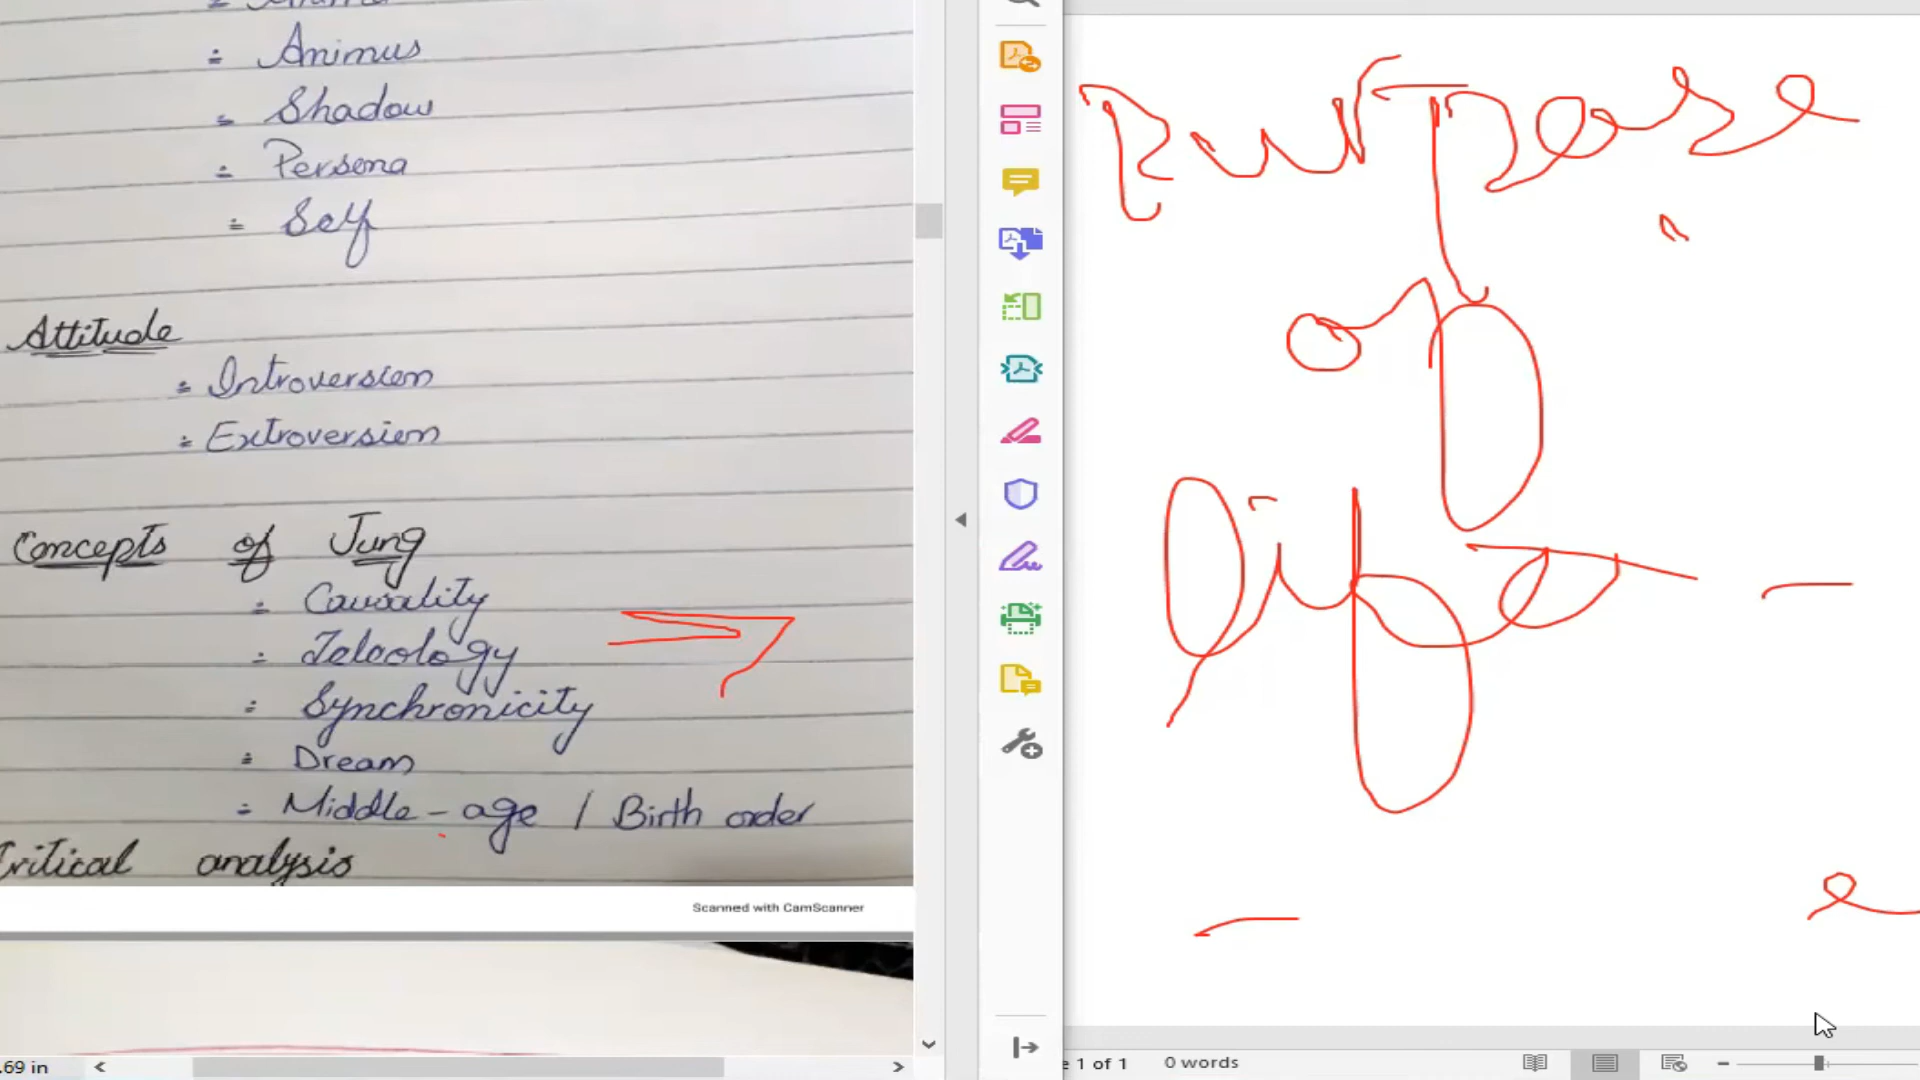 = Animus
= Shadow
= Persona
= Self
Attitude
= Introversion
= Extroversion
Concepts of Jung
= Causality
= Teleology
= Synchronicity
= Dream
= Middle-age / Birth order
Critical analysis
Scanned with CamScanner
.69 in
Purpose
of
Life
1 of 1
0 words